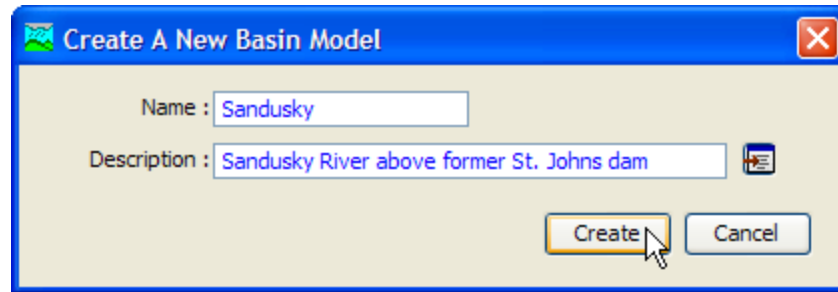 Create A New Basin Model
Name : Sandusky
Description : Sandusky River above former St. Johns dam
Create Cancel